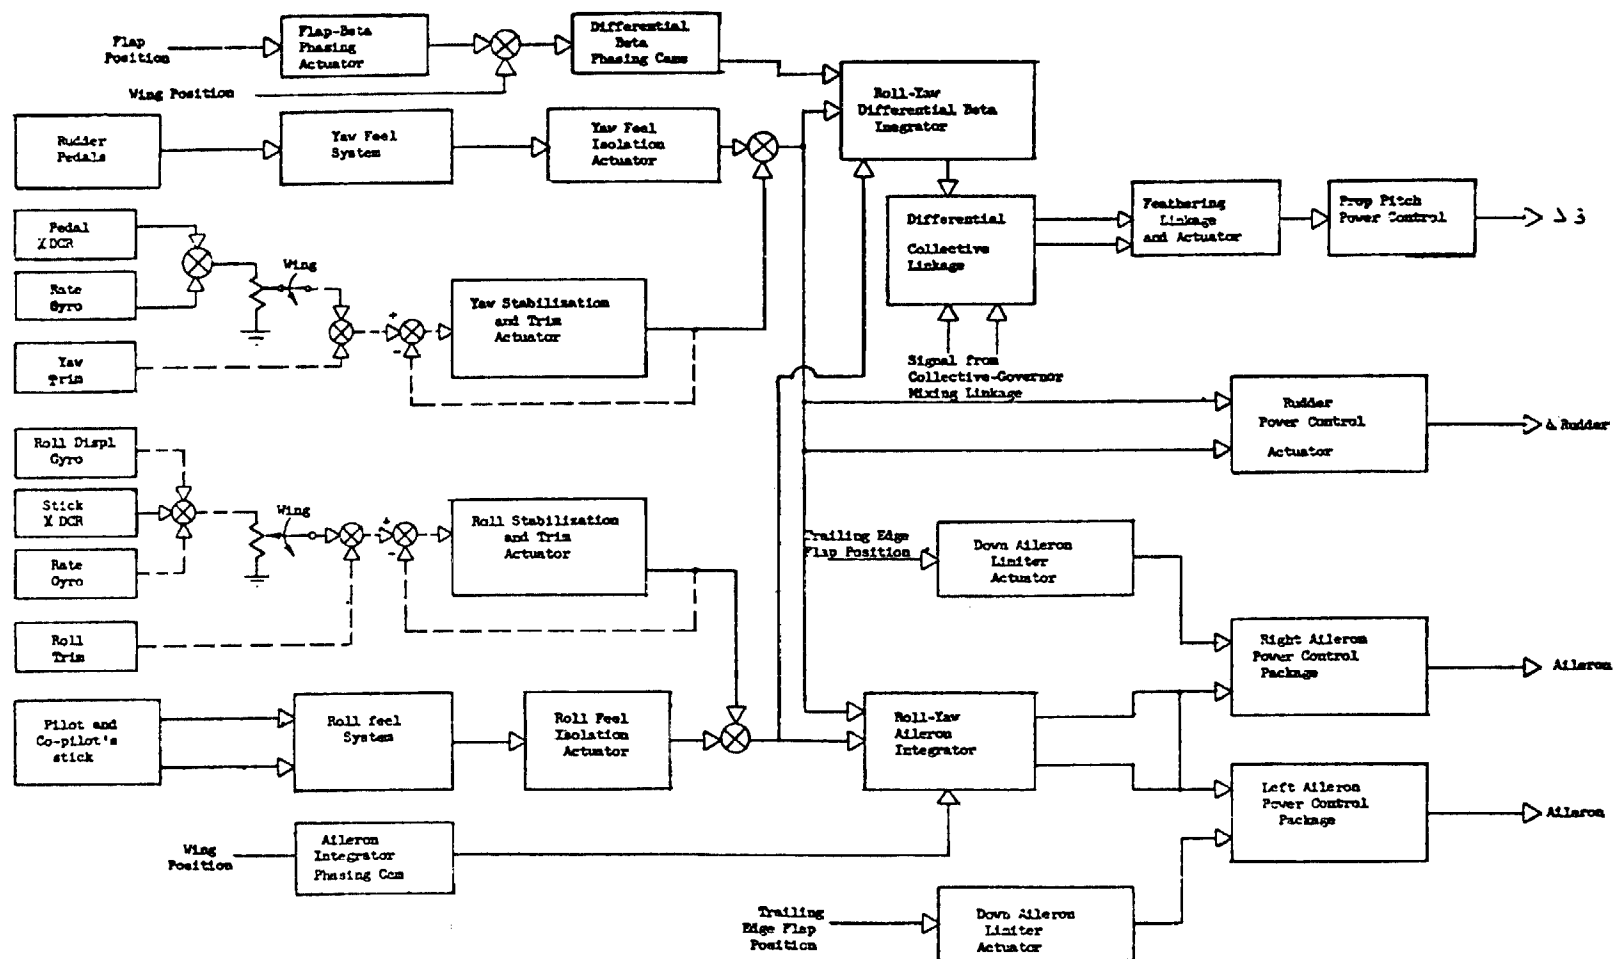 Flap
Position
Flap-Beta
Phasing
Actuator
Differential
Beta
Phasing Cams
Wing Position
Roll-Yaw
Differential Beta
Inegrator
Rudder
Pedals
Yaw Feel
System
Yaw Feel
Isolation
Actuator
Differential
Collective
Linkage
Feathering
Linkage
and Actuator
Prop Pitch
Power Control
Pedal
XDCR
Rate
Gyro
Wing
Yaw
Trim
Yaw Stabilization
and Trim
Actuator
+
-
Signal from
Collective-Governor
Mixing Linkage
Rudder
Power Control
Actuator
Δ Rudder
Roll Displ
Gyro
Stick
XDCR
Rate
Gyro
Wing
Roll
Trim
+
-
Roll Stabilization
and Trim
Actuator
Trailing Edge
Flap Position
Down Aileron
Limiter
Actuator
Right Aileron
Power Control
Package
Aileron
Pilot and
Co-pilot's
stick
Roll feel
System
Roll Feel
Isolation
Actuator
Roll-Yaw
Aileron
Integrator
Left Aileron
Power Control
Package
Aileron
Wing
Position
Aileron
Integrator
Phasing Cam
Trailing
Edge Flap
Position
Down Aileron
Limiter
Actuator